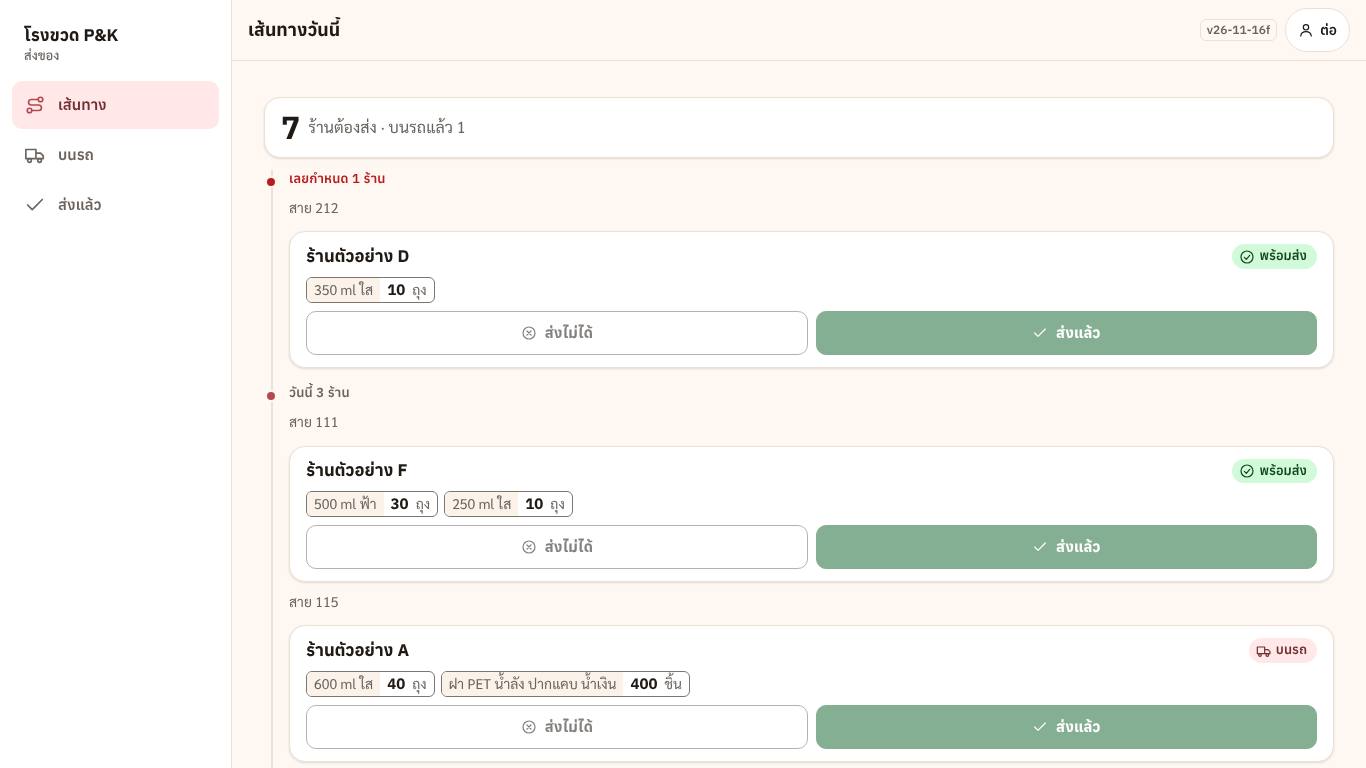 โรงขวด P&K
ส่งของ
เส้นทาง
บนรถ
ส่งแล้ว
เส้นทางวันนี้
v26-11-16f
ต่อ
7 ร้านต้องส่ง · บนรถแล้ว 1
เลยกำหนด 1 ร้าน
สาย 212
ร้านตัวอย่าง D
พร้อมส่ง
350 ml ใส 10 ถุง
ส่งไม่ได้
ส่งแล้ว
วันนี้ 3 ร้าน
สาย 111
ร้านตัวอย่าง F
พร้อมส่ง
500 ml ฟ้า 30 ถุง 250 ml ใส 10 ถุง
ส่งไม่ได้
ส่งแล้ว
สาย 115
ร้านตัวอย่าง A
บนรถ
600 ml ใส 40 ถุง ฝา PET น้ำลัง ปากแคบ น้ำเงิน 400 ชิ้น
ส่งไม่ได้
ส่งแล้ว